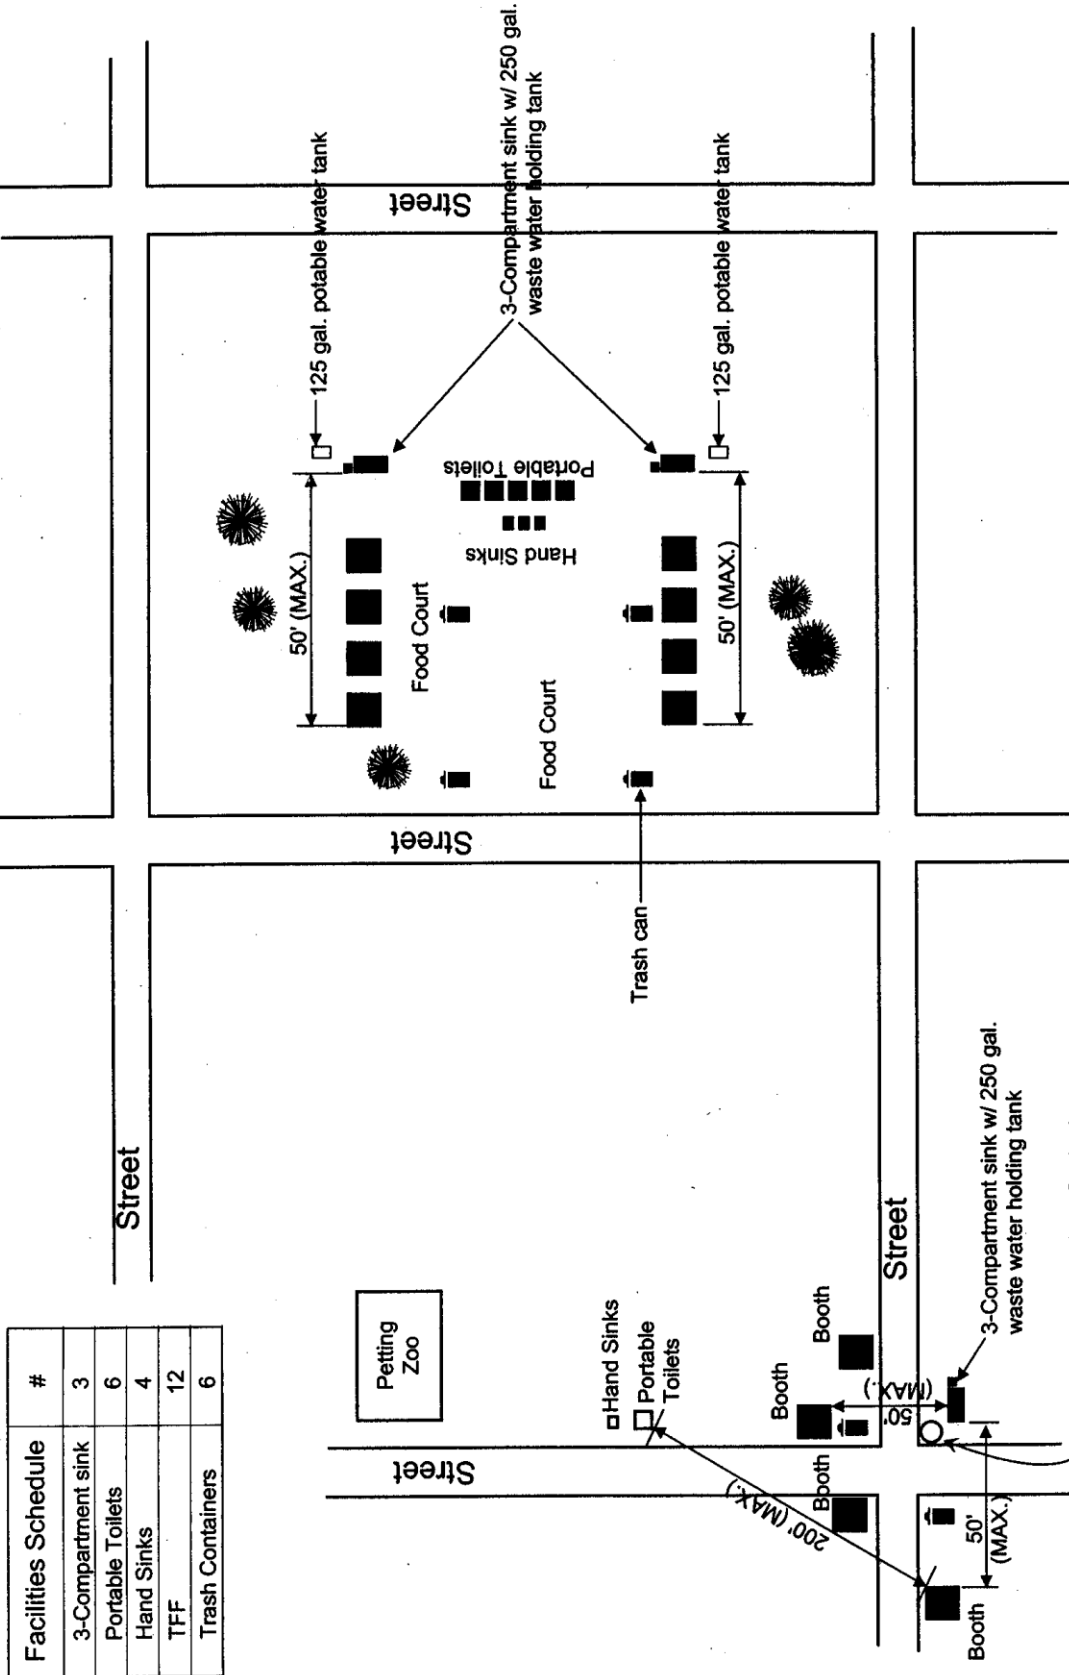 Facilities Schedule #
3-Compartment sink 3
Portable Toilets 6
Hand Sinks 4
TFF 12
Trash Containers 6
Street
Street
Street
Street
Street
Petting
Zoo
Hand Sinks
Portable
Toilets
200' (MAX.)
Booth
Booth
Booth
Booth
50'
(MAX.)
50'
(MAX.)
3-Compartment sink w/ 250 gal.
waste water holding tank
Trash can
Food Court
Food Court
50' (MAX.)
50' (MAX.)
Hand Sinks
Portable Toilets
125 gal. potable water tank
125 gal. potable water tank
3-Compartment sink w/ 250 gal.
waste water holding tank